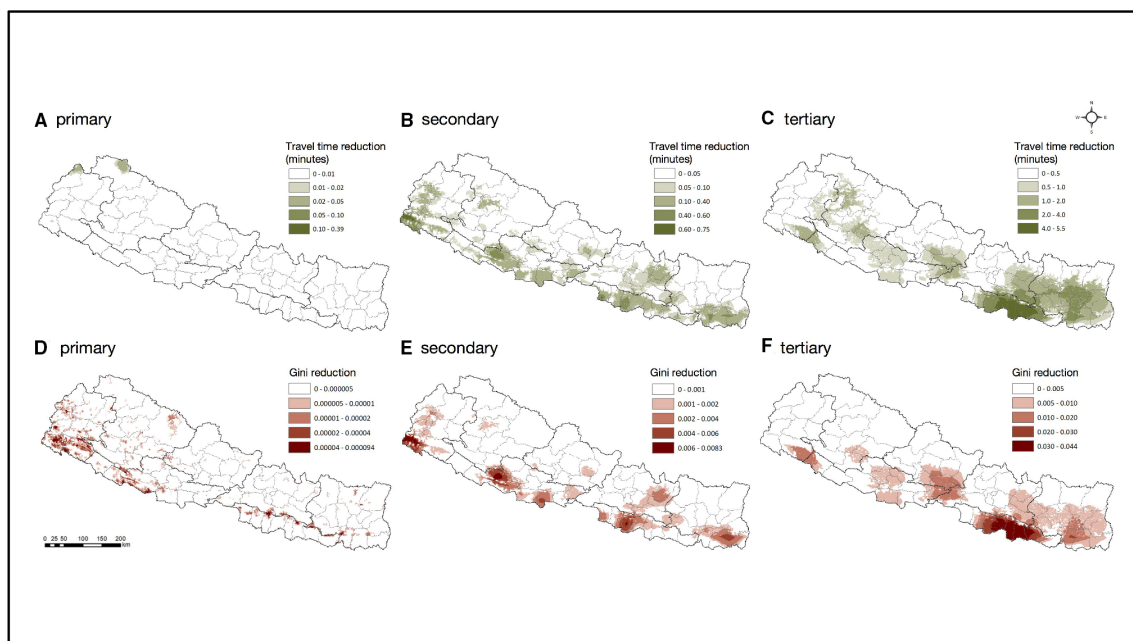 A primary
Travel time reduction
(minutes)
0 - 0.01
0.01 - 0.02
0.02 - 0.05
0.05 - 0.10
0.10 - 0.39
B secondary
Travel time reduction
(minutes)
0 - 0.05
0.05 - 0.10
0.10 - 0.40
0.40 - 0.60
0.60 - 0.75
C tertiary
N
W E
S
Travel time reduction
(minutes)
0 - 0.5
0.5 - 1.0
1.0 - 2.0
2.0 - 4.0
4.0 - 5.5
D primary
Gini reduction
0 - 0.000005
0.000005 - 0.00001
0.00001 - 0.00002
0.00002 - 0.00004
0.00004 - 0.000094
0 25 50 100 150 200
km
E secondary
Gini reduction
0 - 0.001
0.001 - 0.002
0.002 - 0.004
0.004 - 0.006
0.006 - 0.0083
F tertiary
Gini reduction
0 - 0.005
0.005 - 0.010
0.010 - 0.020
0.020 - 0.030
0.030 - 0.044